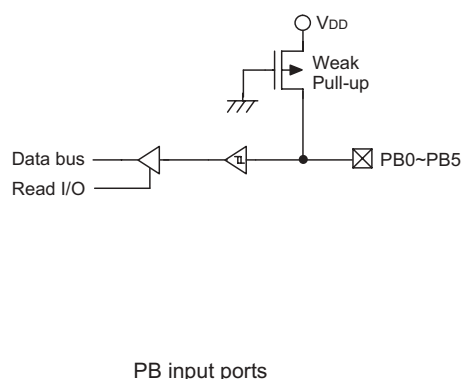 VDD
Weak
Pull-up
Data bus
PB0~PB5
Read I/O
PB input ports